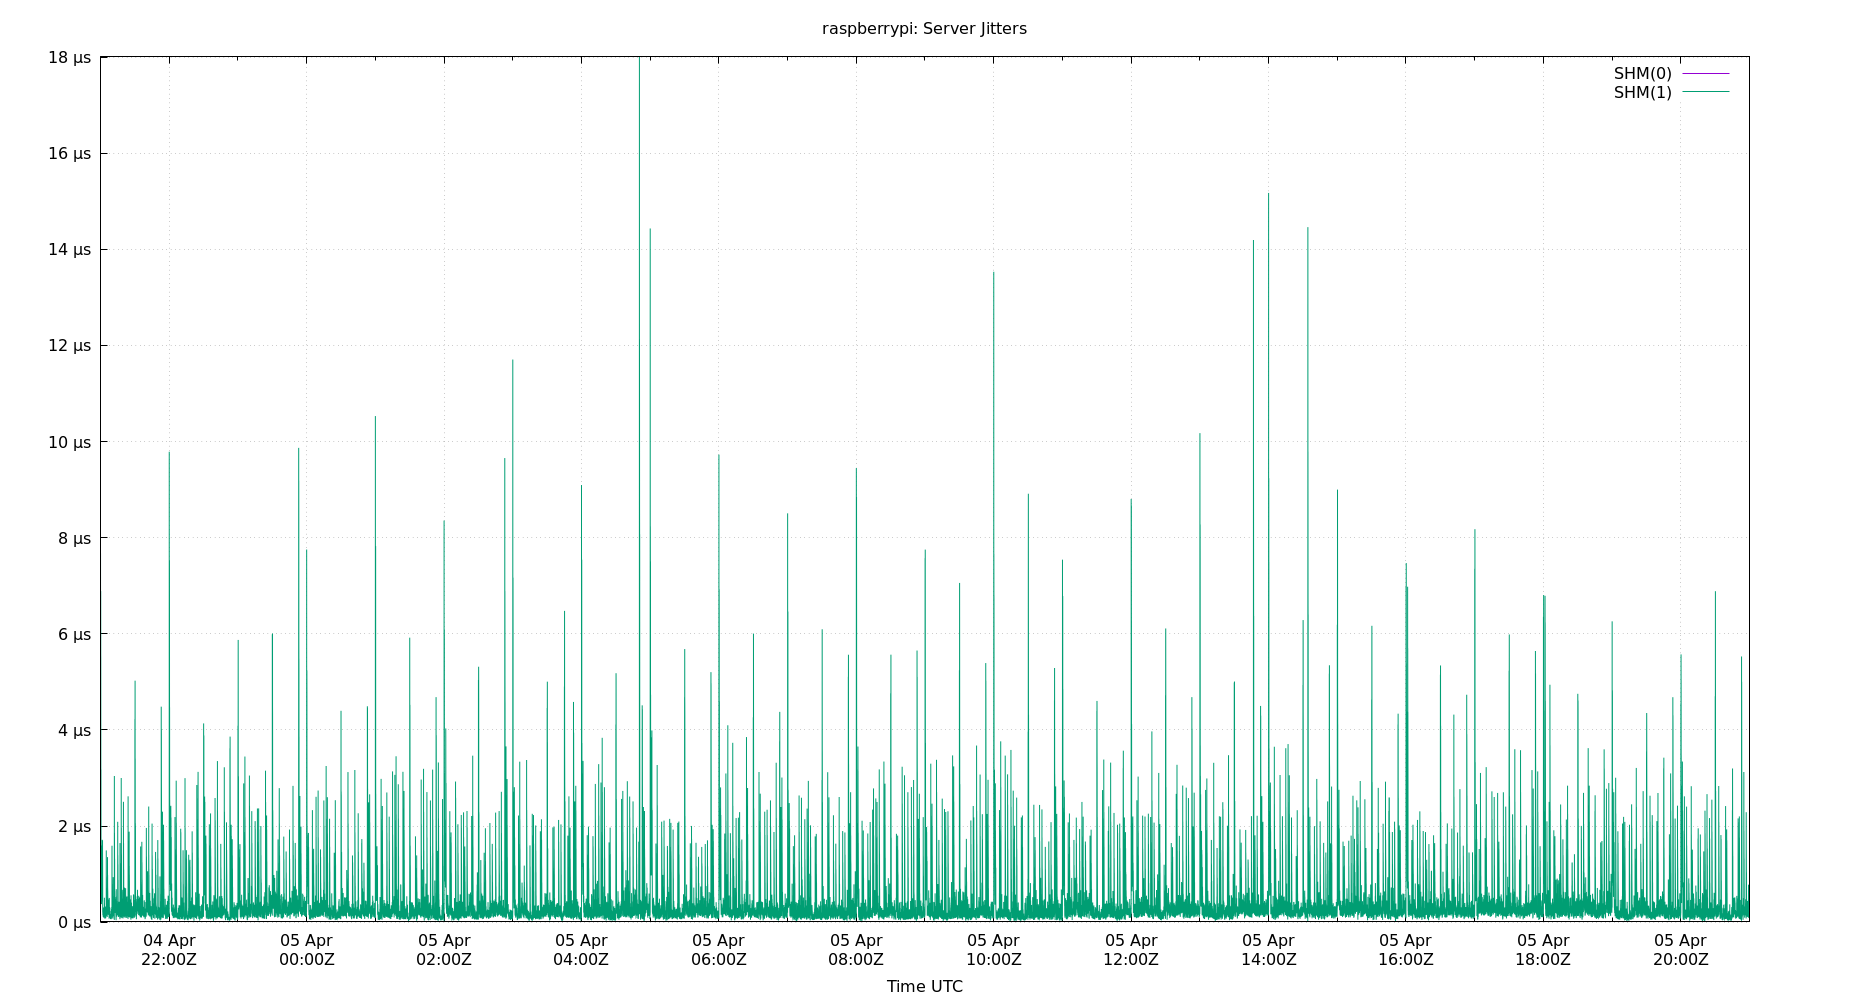 raspberrypi: Server Jitters
SHM(0)
SHM(1)
18 µs
16 µs
14 µs
12 µs
10 µs
8 µs
6 µs
4 µs
2 µs
0 µs
04 Apr 05 Apr 05 Apr 05 Apr 05 Apr 05 Apr 05 Apr 05 Apr 05 Apr 05 Apr 05 Apr 05 Apr
22:00Z 00:00Z 02:00Z 04:00Z 06:00Z 08:00Z 10:00Z 12:00Z 14:00Z 16:00Z 18:00Z 20:00Z
Time UTC